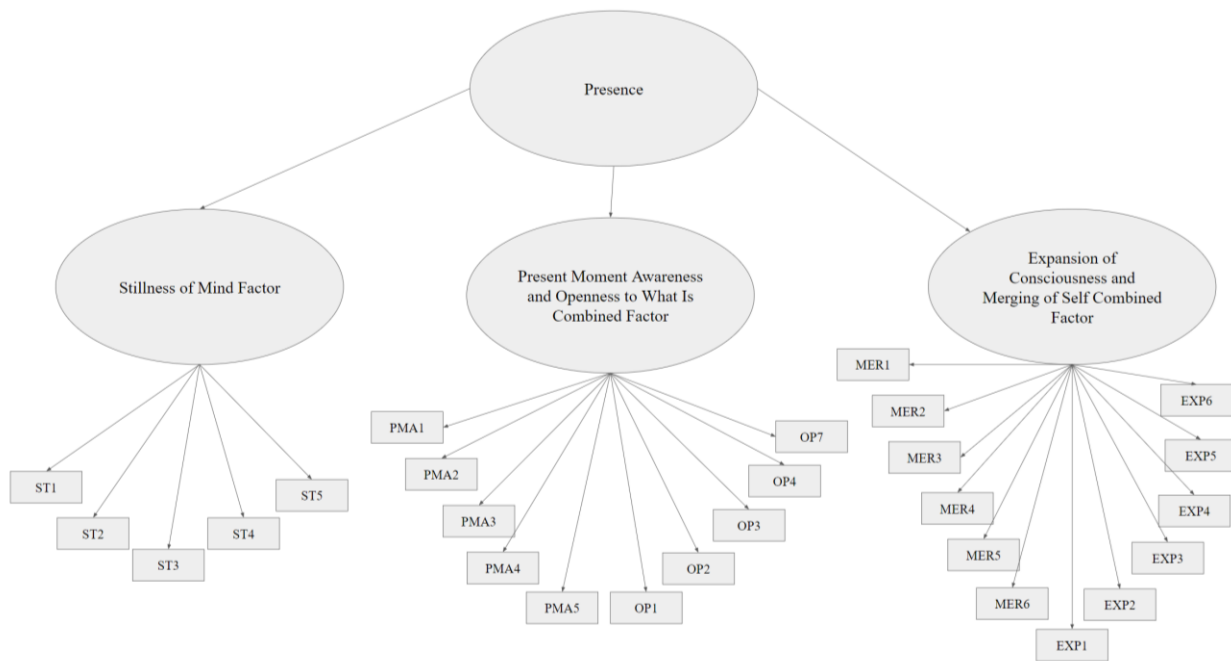 Presence
Stillness of Mind Factor
Present Moment Awareness
and Openness to What Is
Combined Factor
Expansion of
Consciousness and
Merging of Self Combined
Factor
ST1
ST2
ST3
ST4
ST5
PMA1
PMA2
PMA3
PMA4
PMA5
OP1
OP2
OP3
OP4
OP7
MER1
MER2
MER3
MER4
MER5
MER6
EXP1
EXP2
EXP3
EXP4
EXP5
EXP6